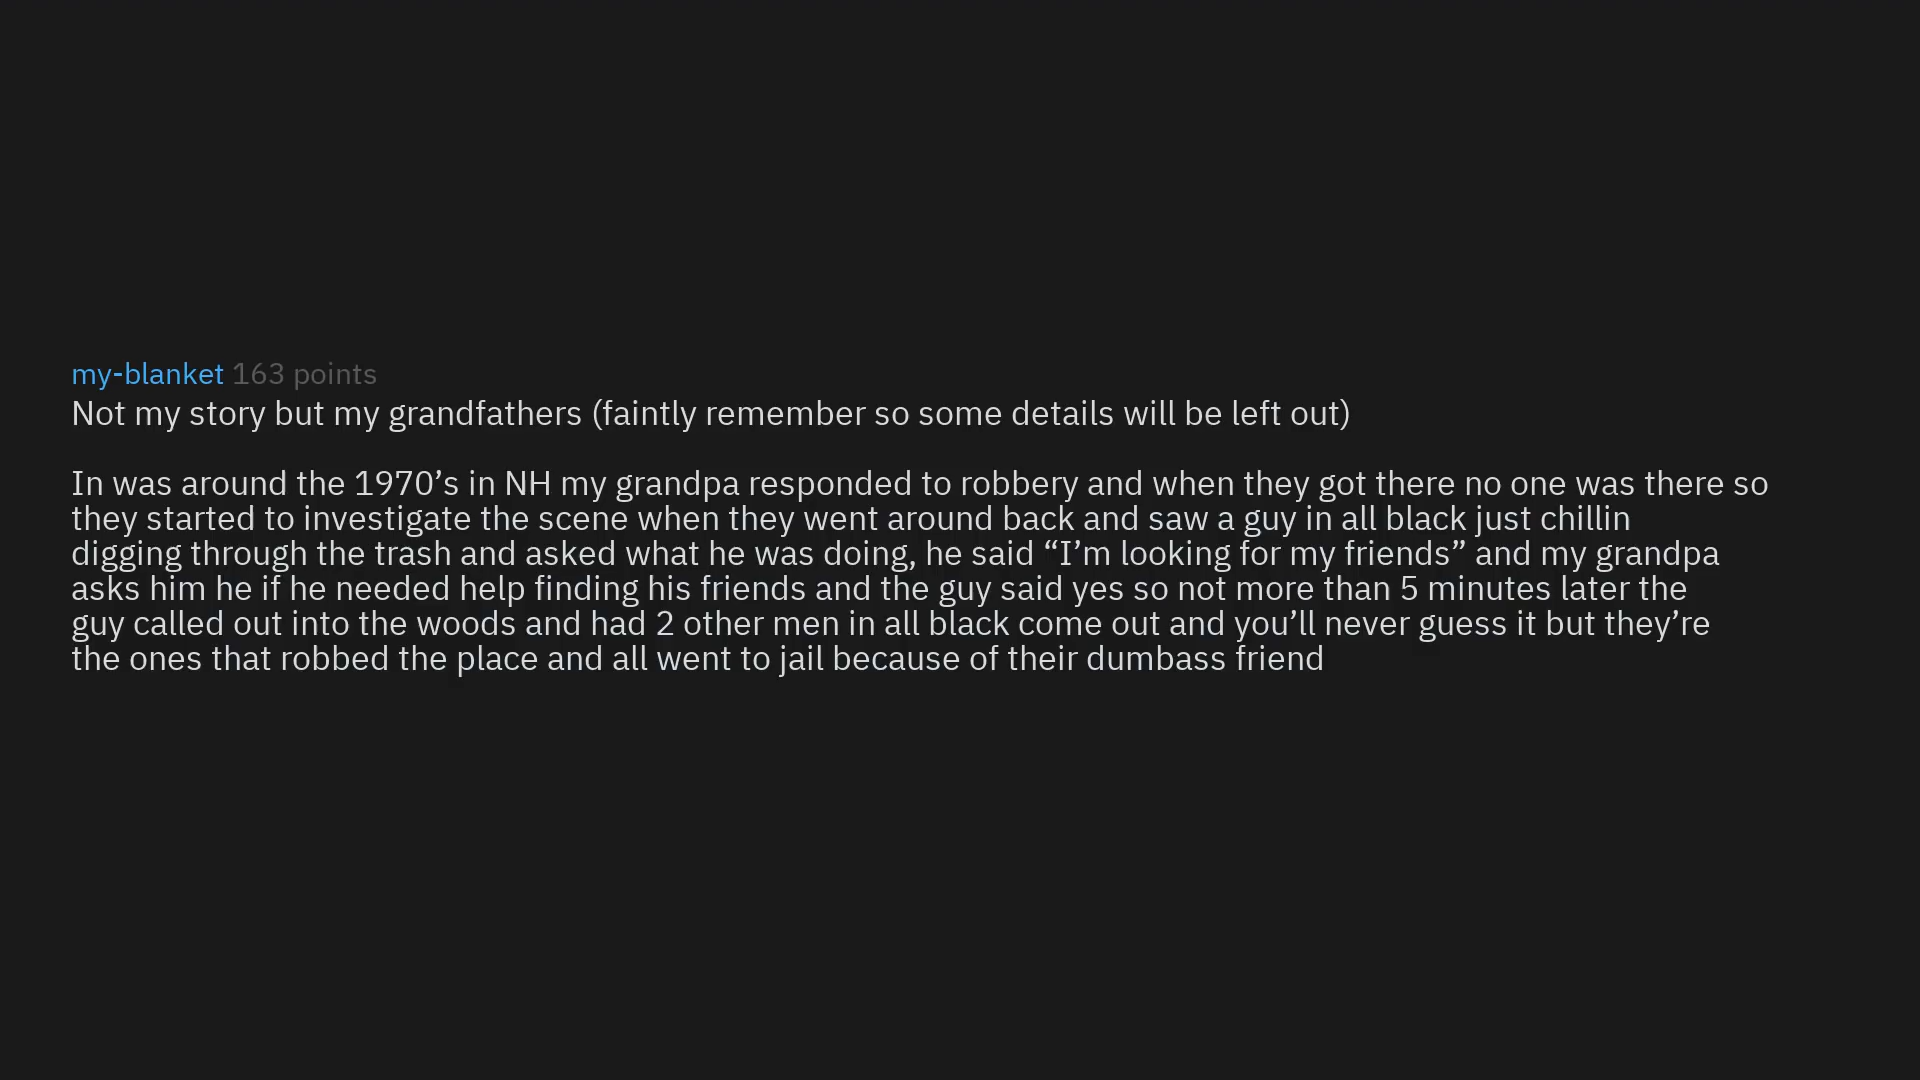 my-blanket 163 points
Not my story but my grandfathers (faintly remember so some details will be left out)
In was around the 1970’s in NH my grandpa responded to robbery and when they got there no one was there so
they started to investigate the scene when they went around back and saw a guy in all black just chillin
digging through the trash and asked what he was doing, he said “I’m looking for my friends” and my grandpa
asks him he if he needed help finding his friends and the guy said yes so not more than 5 minutes later the
guy called out into the woods and had 2 other men in all black come out and you’ll never guess it but they’re
the ones that robbed the place and all went to jail because of their dumbass friend